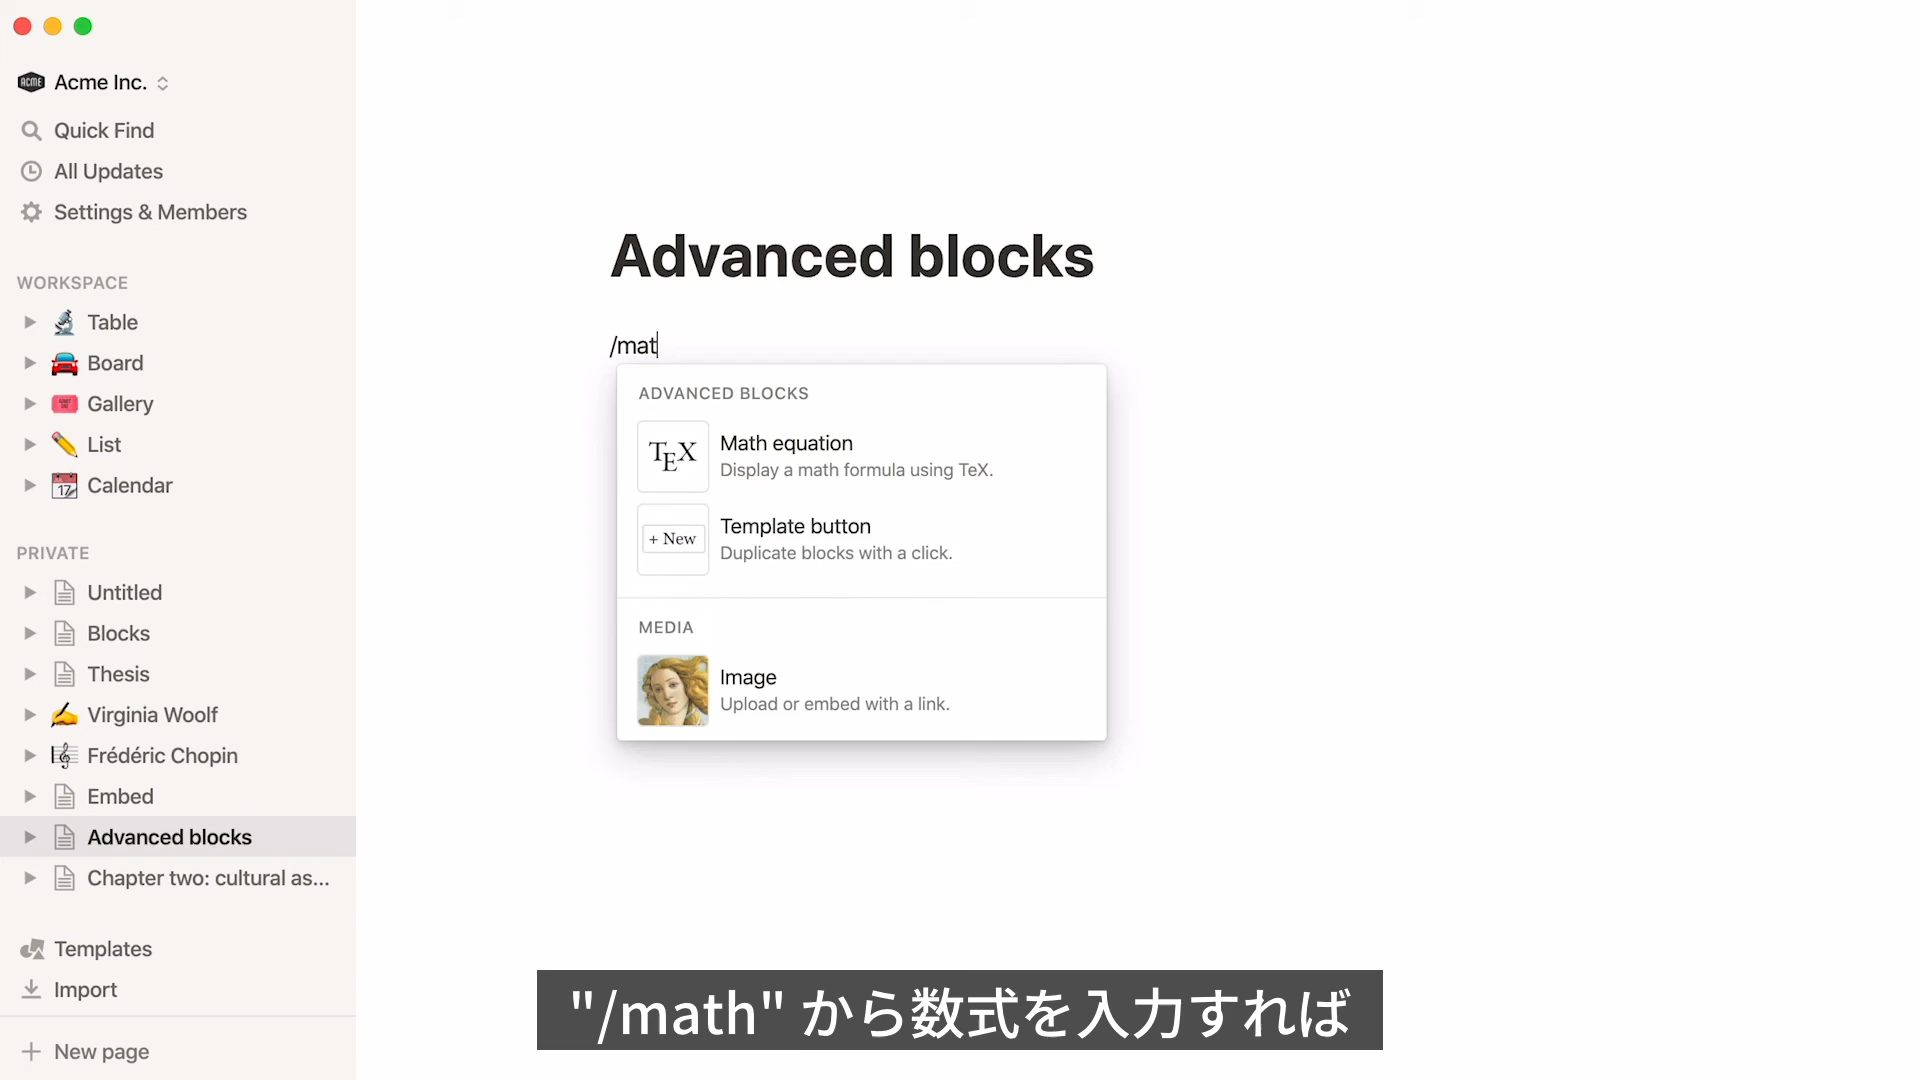 ACME
Acme Inc.
Quick Find
All Updates
Settings & Members
WORKSPACE
Table
Board
Gallery
List
17
Calendar
PRIVATE
Untitled
Blocks
Thesis
Virginia Woolf
Frédéric Chopin
Embed
Advanced blocks
Chapter two: cultural as...
Templates
Import
New page
Advanced blocks
/mat
ADVANCED BLOCKS
TEX
Math equation
Display a math formula using TeX.
+ New
Template button
Duplicate blocks with a click.
MEDIA
Image
Upload or embed with a link.
"/math" から数式を入力すれば